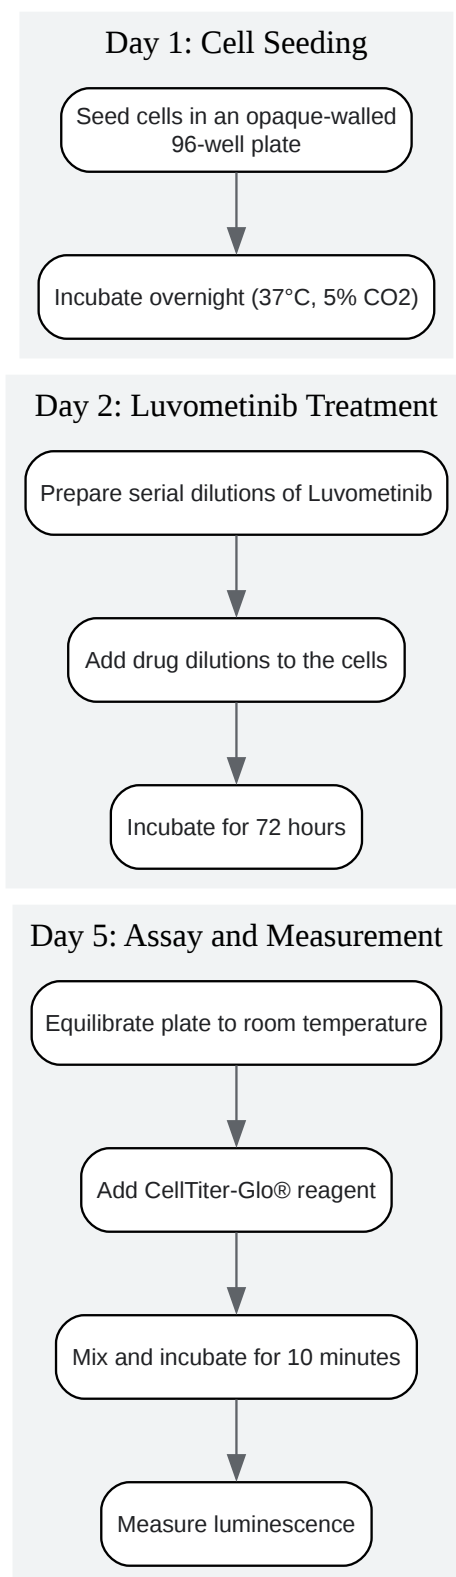 Day 1: Cell Seeding
Seed cells in an opaque-walled
96-well plate
Incubate overnight (37°C, 5% CO2)
Day 2: Luvometinib Treatment
Prepare serial dilutions of Luvometinib
Add drug dilutions to the cells
Incubate for 72 hours
Day 5: Assay and Measurement
Equilibrate plate to room temperature
Add CellTiter-Glo® reagent
Mix and incubate for 10 minutes
Measure luminescence